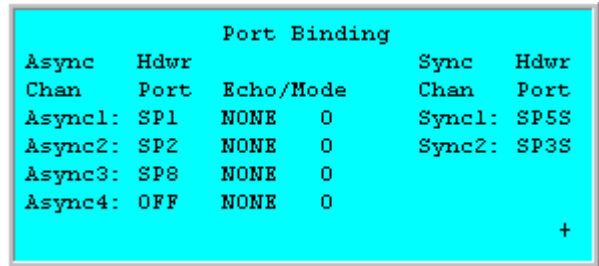 Port Binding
Async Hdwr Sync Hdwr
Chan Port Echo/Mode Chan Port
Async1: SP1 NONE 0 Sync1: SP5S
Async2: SP2 NONE 0 Sync2: SP3S
Async3: SP8 NONE 0
Async4: OFF NONE 0
+